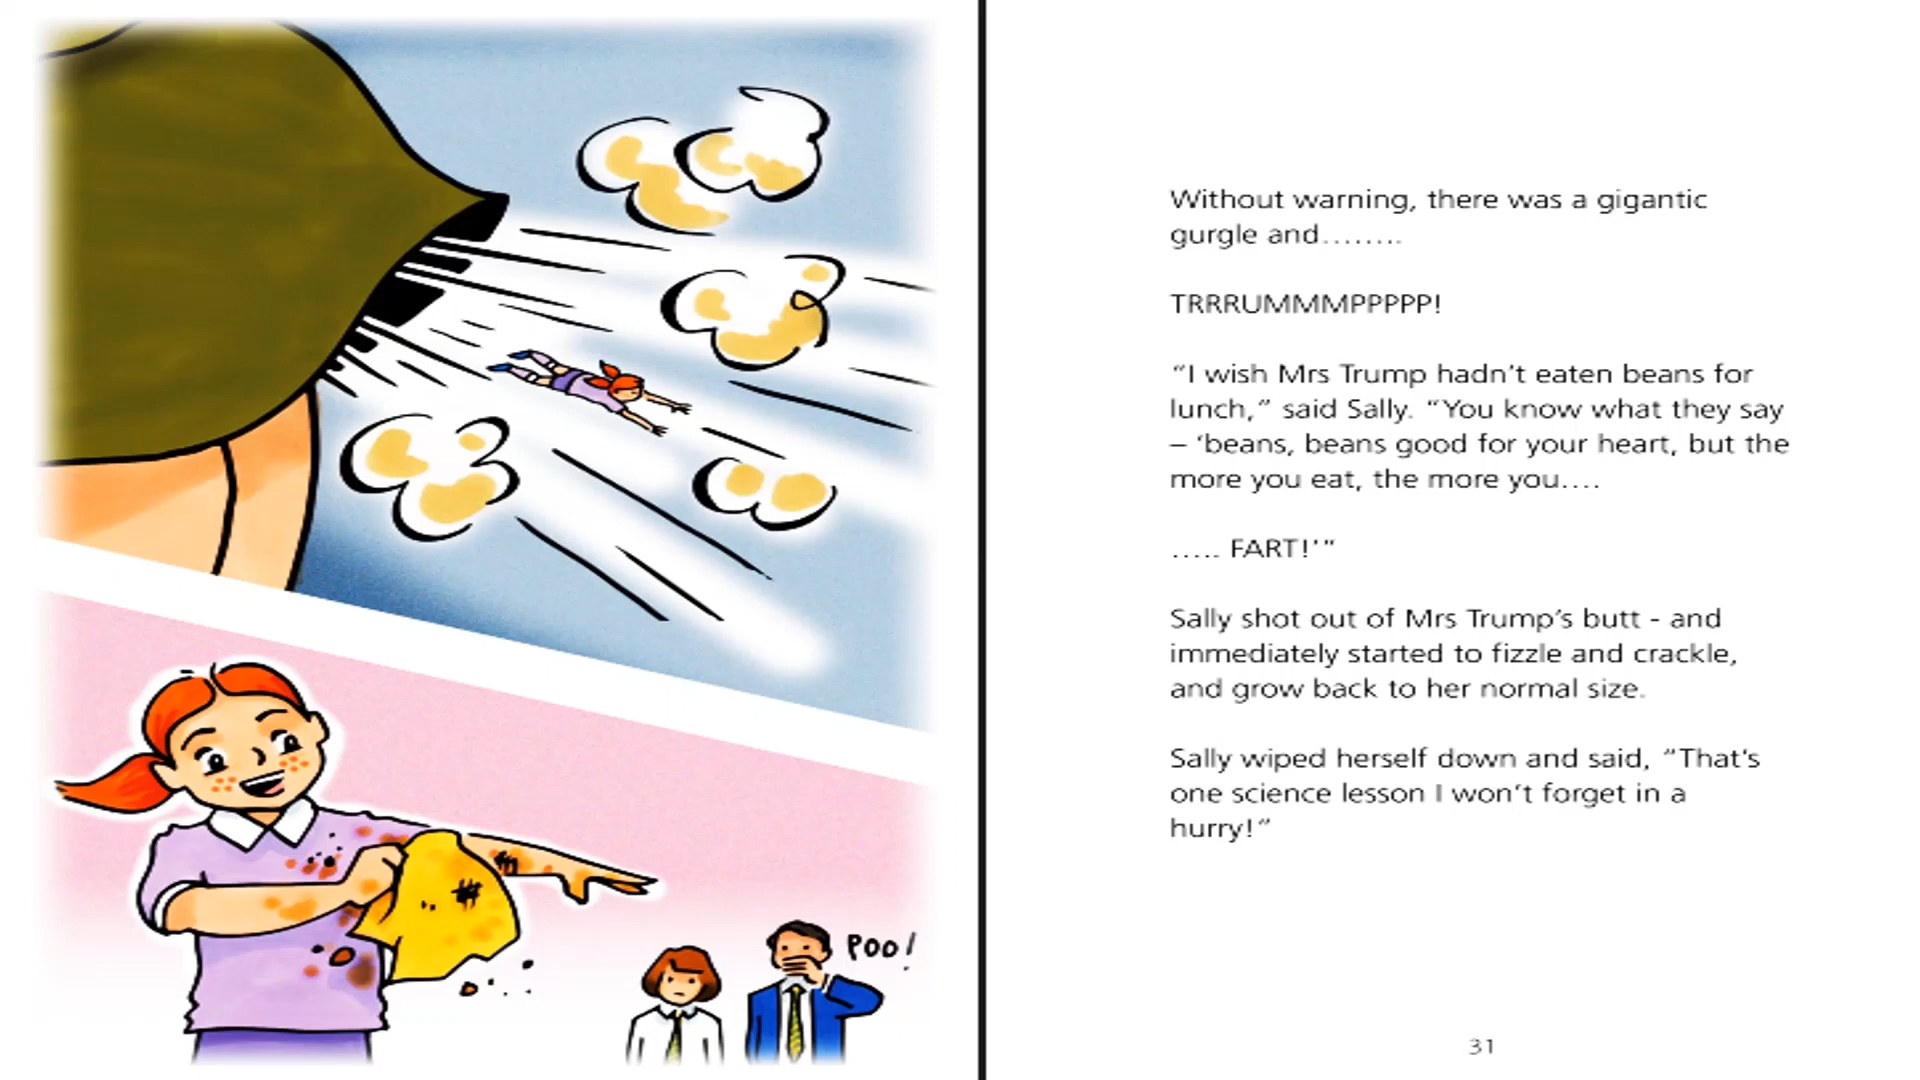 POO!
Without warning, there was a gigantic
gurgle and........
TRRRUMMMPPPPP!
“I wish Mrs Trump hadn’t eaten beans for
lunch,” said Sally. “You know what they say
– ‘beans, beans good for your heart, but the
more you eat, the more you....
..... FART!’”
Sally shot out of Mrs Trump’s butt - and
immediately started to fizzle and crackle,
and grow back to her normal size.
Sally wiped herself down and said, “That's
one science lesson I won’t forget in a
hurry!”
31